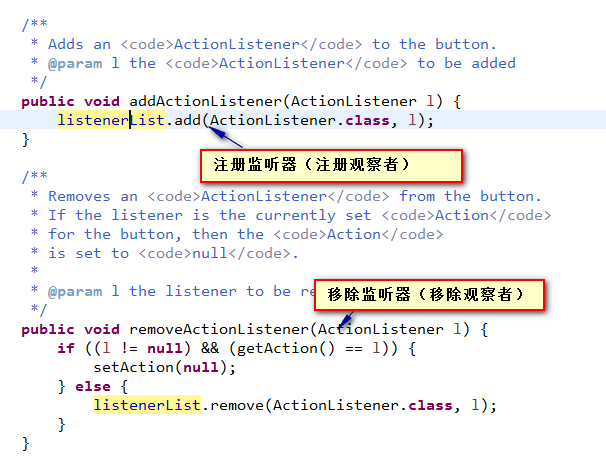 /**
 * Adds an <code>ActionListener</code> to the button.
 * @param l the <code>ActionListener</code> to be added
 */
public void addActionListener(ActionListener l) {
    listenerList.add(ActionListener.class, l);
}
注册监听器（注册观察者）
/**
 * Removes an <code>ActionListener</code> from the button.
 * If the listener is the currently set <code>Action</code>
 * for the button, then the <code>Action</code>
 * is set to <code>null</code>.
 *
 * @param l the listener to be
移除监听器（移除观察者）
 */
public void removeActionListener(ActionListener l) {
    if ((l != null) && (getAction() == l)) {
        setAction(null);
    } else {
        listenerList.remove(ActionListener.class, l);
    }
}